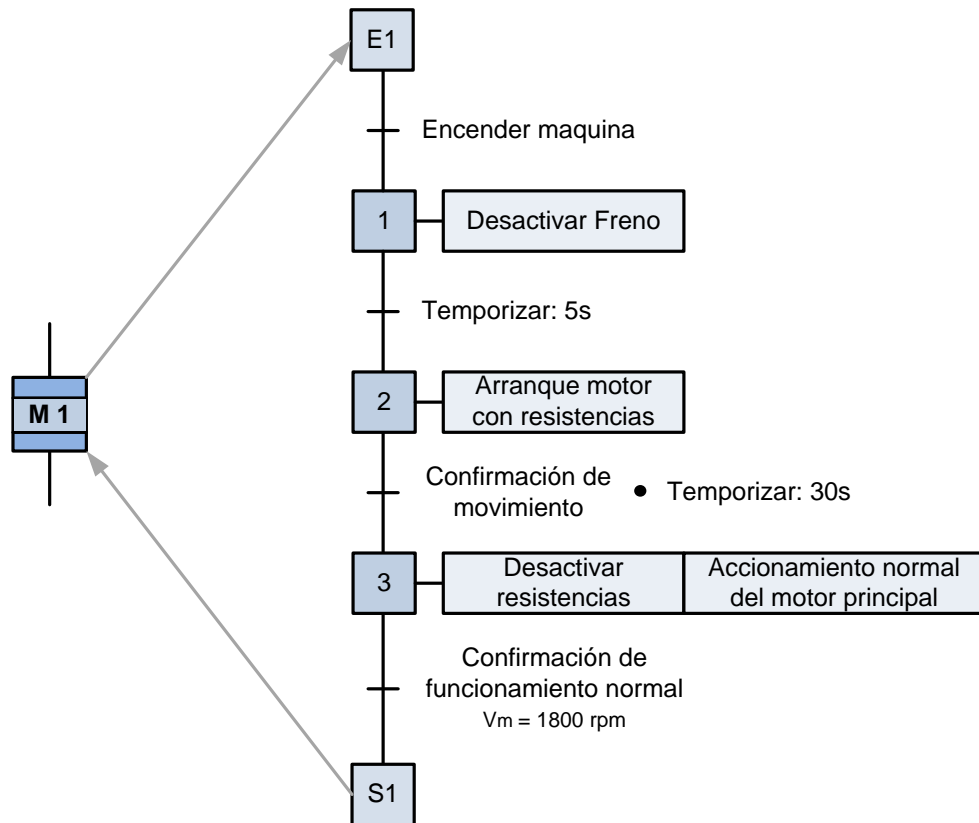 E1
Encender maquina
1
Desactivar Freno
Temporizar: 5s
M 1
2
Arranque motor
con resistencias
Confirmación de
movimiento
• Temporizar: 30s
3
Desactivar
resistencias
Accionamiento normal
del motor principal
Confirmación de
funcionamiento normal
Vm = 1800 rpm
S1